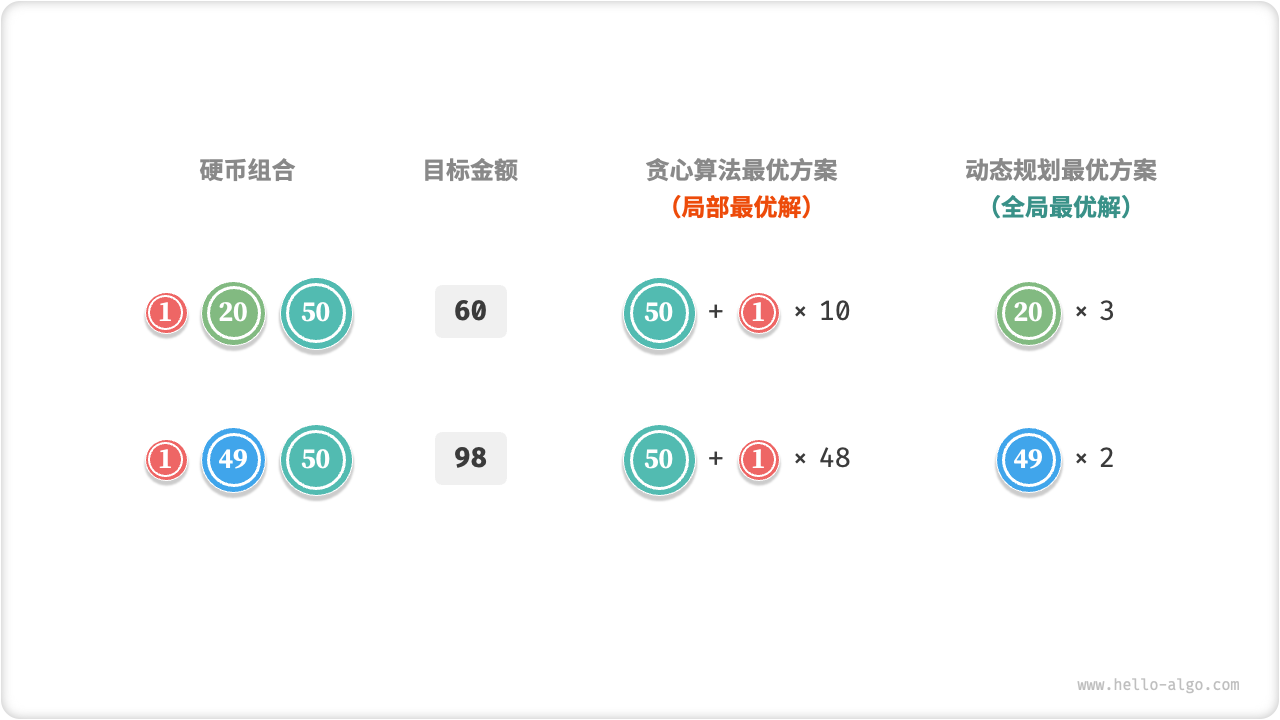 硬币组合 目标金额 贪心算法最优方案 动态规划最优方案
（局部最优解） （全局最优解）
1 20 50 60 50 + 1 × 10 20 × 3
1 49 50 98 50 + 1 × 48 49 × 2
www.hello-algo.com